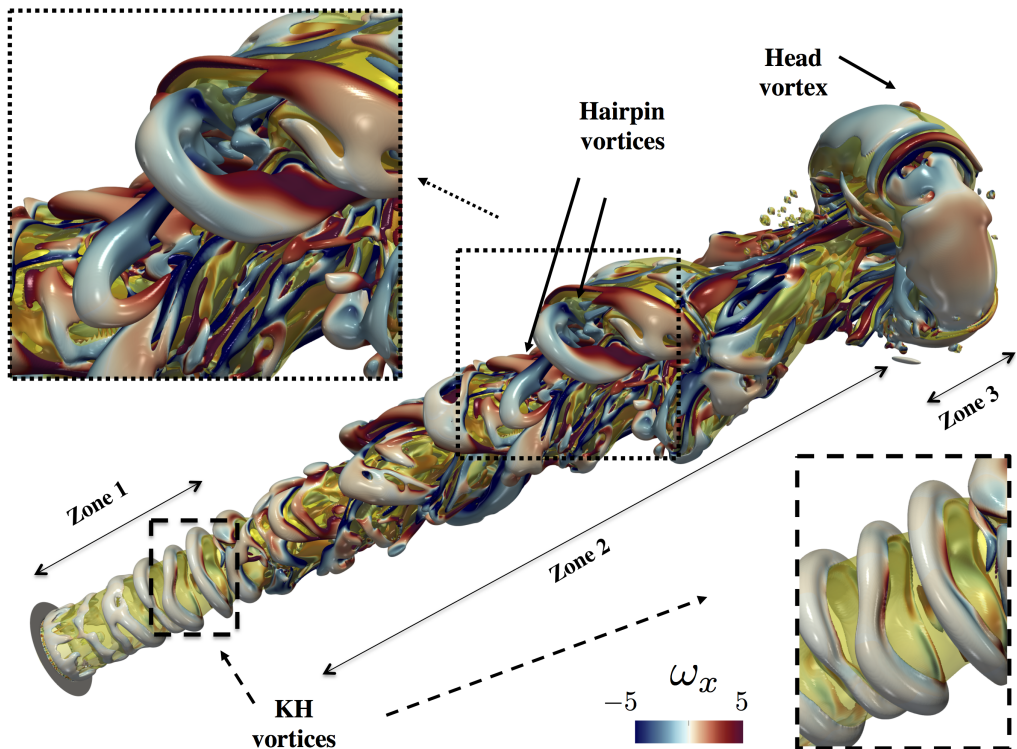 Head
vortex
Hairpin
vortices
Zone 3
Zone 1
Zone 2
KH
vortices
−5 ωx 5